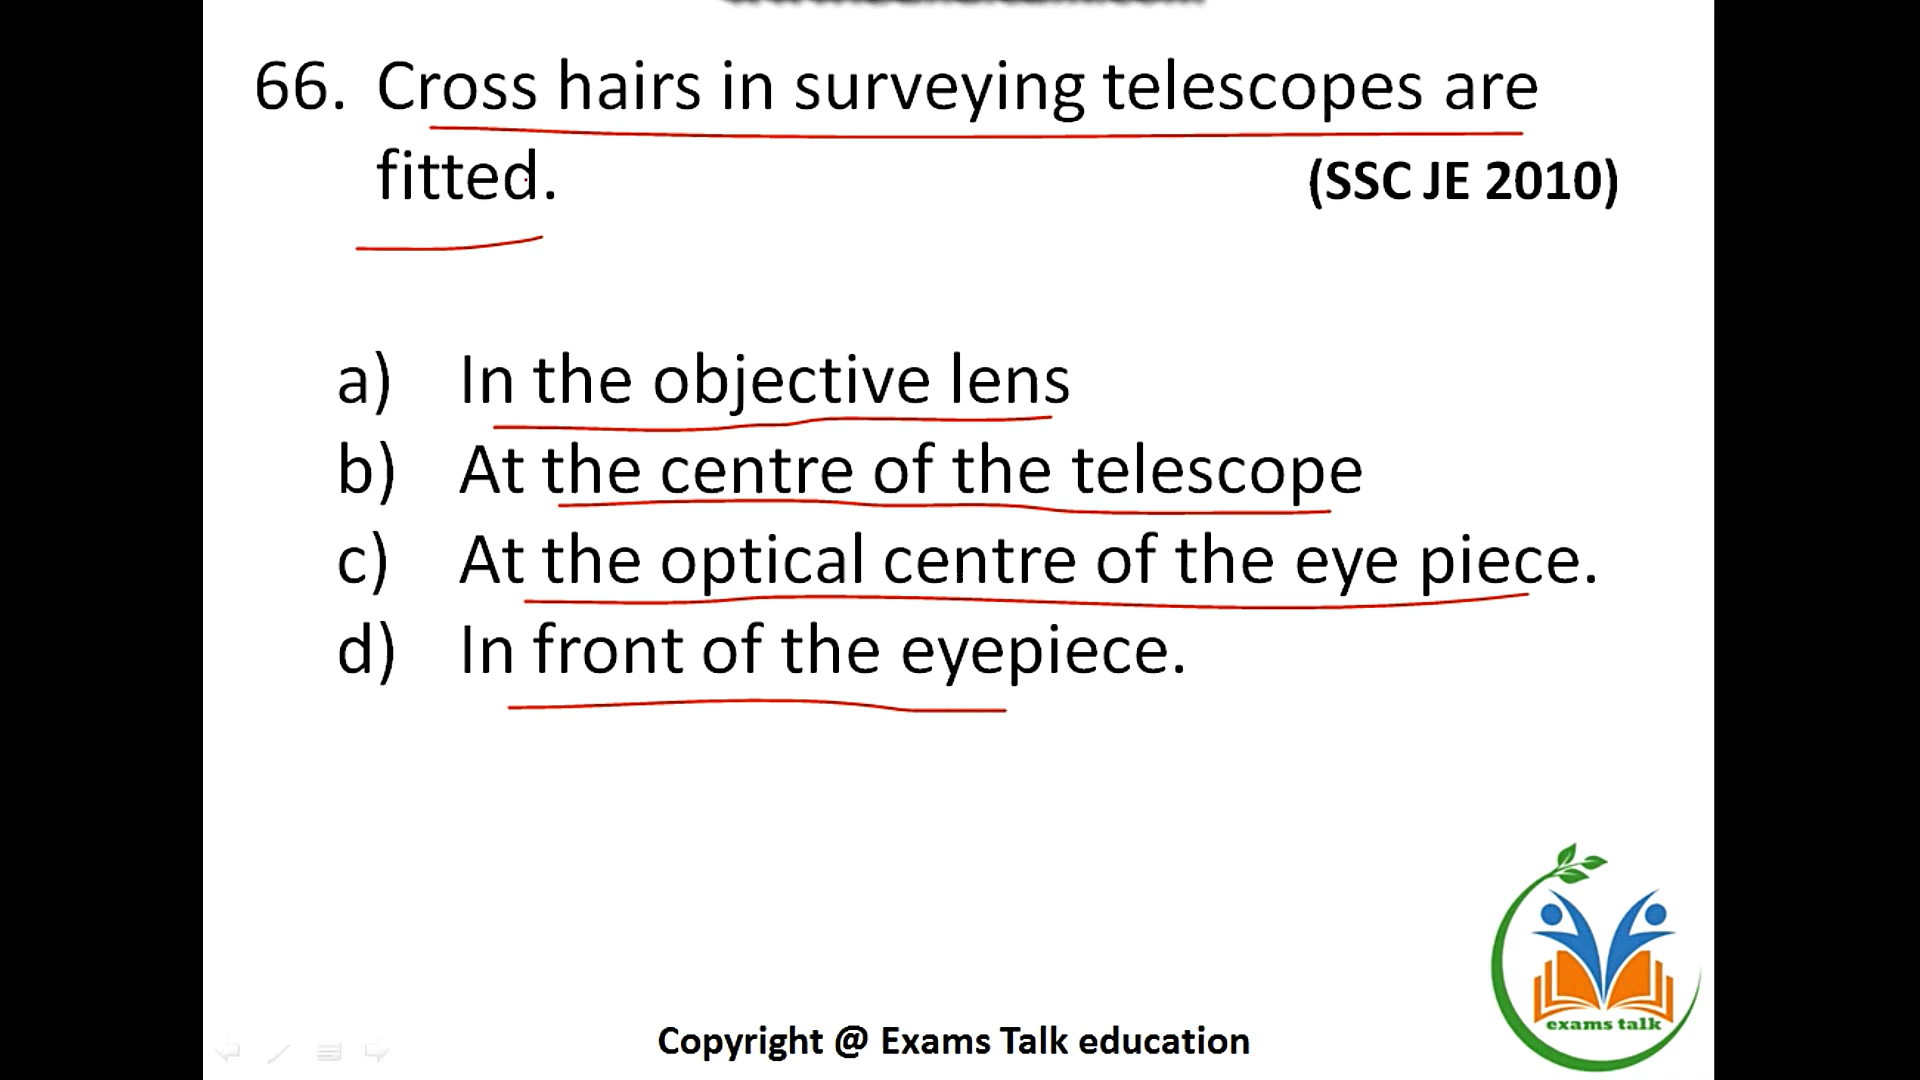 66. Cross hairs in surveying telescopes are
fitted. (SSC JE 2010)
a) In the objective lens
b) At the centre of the telescope
c) At the optical centre of the eye piece.
d) In front of the eyepiece.
exams talk
Copyright @ Exams Talk education